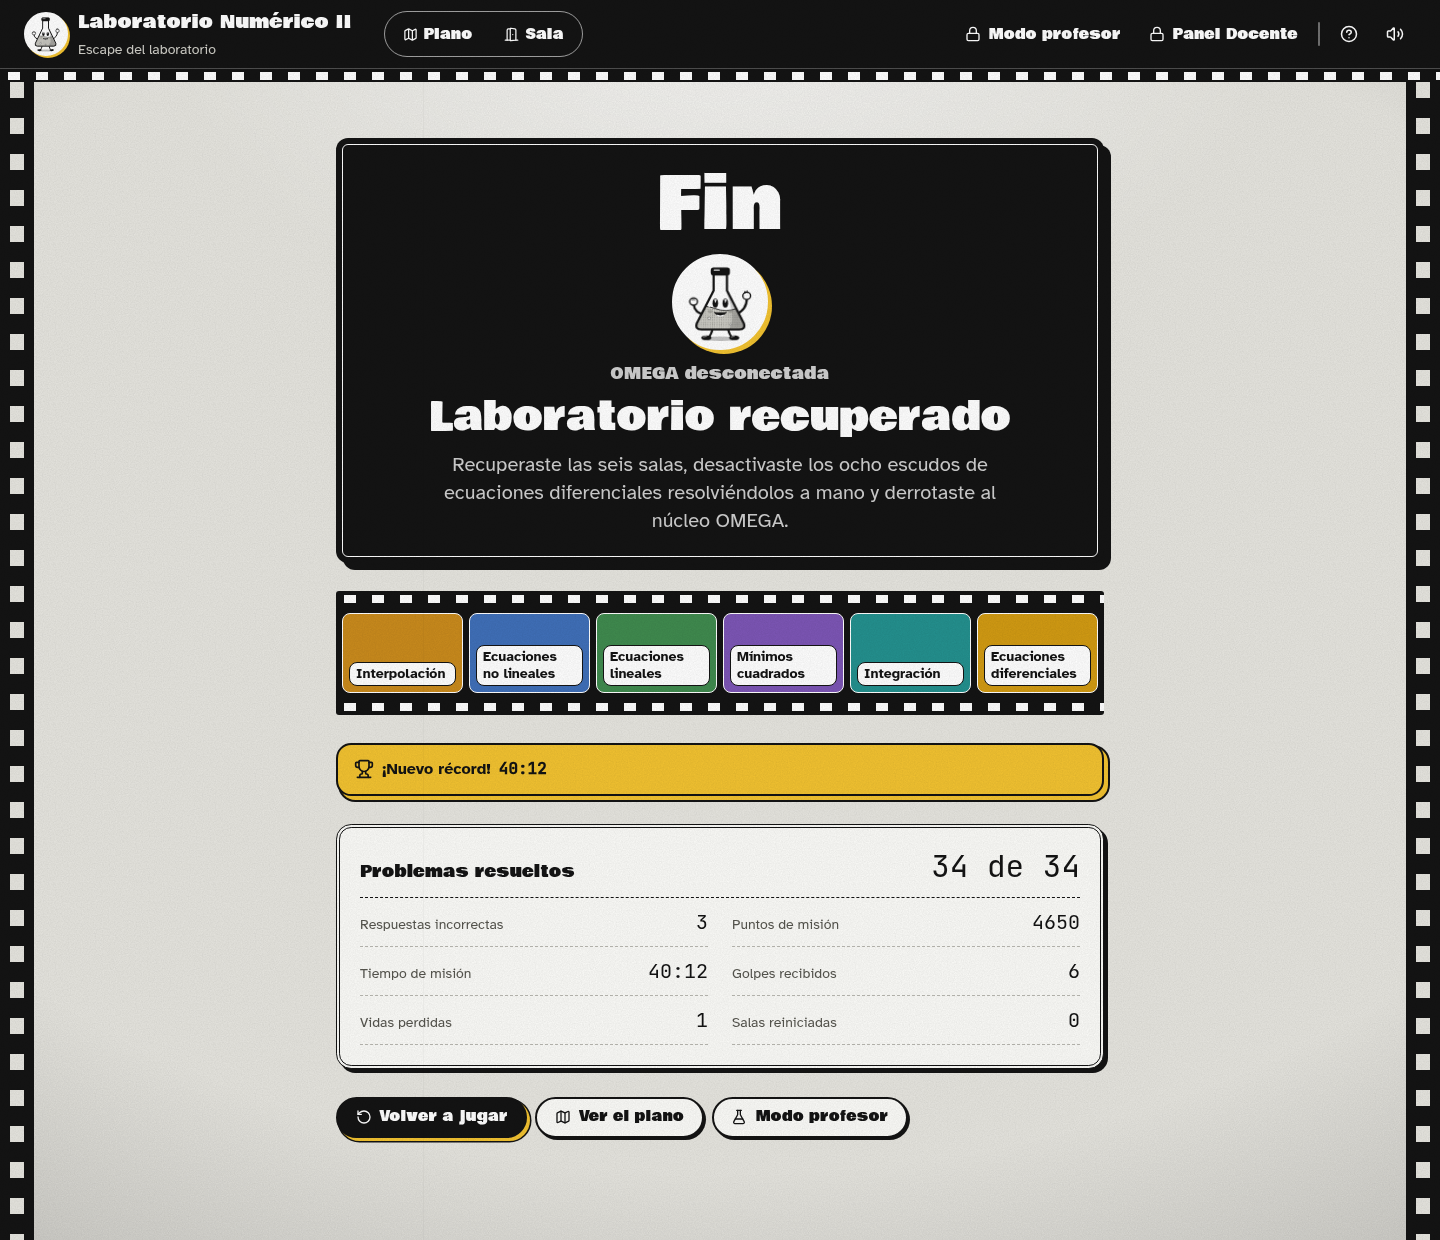 Laboratorio Numérico II
Escape del laboratorio
Plano
Sala
Modo profesor
Panel Docente
Fin
OMEGA desconectada
Laboratorio recuperado
Recuperaste las seis salas, desactivaste los ocho escudos de
ecuaciones diferenciales resolviéndolos a mano y derrotaste al
núcleo OMEGA.
Interpolación
Ecuaciones
no lineales
Ecuaciones
lineales
Mínimos
cuadrados
Integración
Ecuaciones
diferenciales
¡Nuevo récord! 40:12
Problemas resueltos 34 de 34
Respuestas incorrectas 3
Puntos de misión 4650
Tiempo de misión 40:12
Golpes recibidos 6
Vidas perdidas 1
Salas reiniciadas 0
Volver a jugar
Ver el plano
Modo profesor